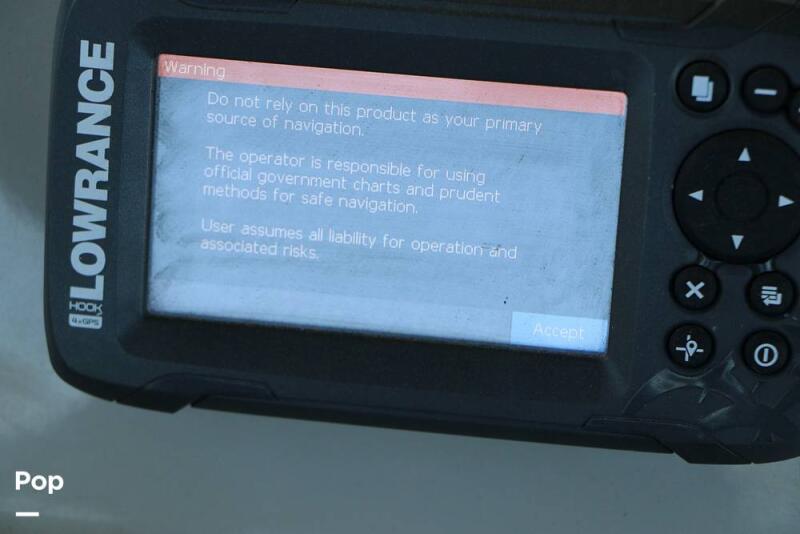 LOWRANCE
HOOK²
4x GPS
Warning
Do not rely on this product as your primary
source of navigation.
The operator is responsible for using
official government charts and prudent
methods for safe navigation.
User assumes all liability for operation and
associated risks.
Accept
Pop